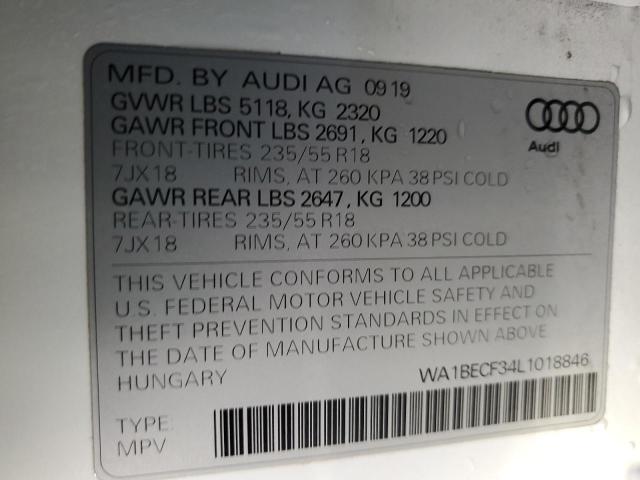 MFD. BY AUDI AG 0919
GVWR LBS 5118, KG 2320
GAWR FRONT LBS 2691, KG 1220
FRONT-TIRES 235/55 R18
7JX18 RIMS, AT 260 KPA 38 PSI COLD
GAWR REAR LBS 2647, KG 1200
REAR-TIRES 235/55 R18
7JX18 RIMS, AT 260 KPA 38 PSI COLD
Audi
THIS VEHICLE CONFORMS TO ALL APPLICABLE
U.S. FEDERAL MOTOR VEHICLE SAFETY AND
THEFT PREVENTION STANDARDS IN EFFECT ON
THE DATE OF MANUFACTURE SHOWN ABOVE
HUNGARY WA1BECF34L1018846
TYPE:
MPV